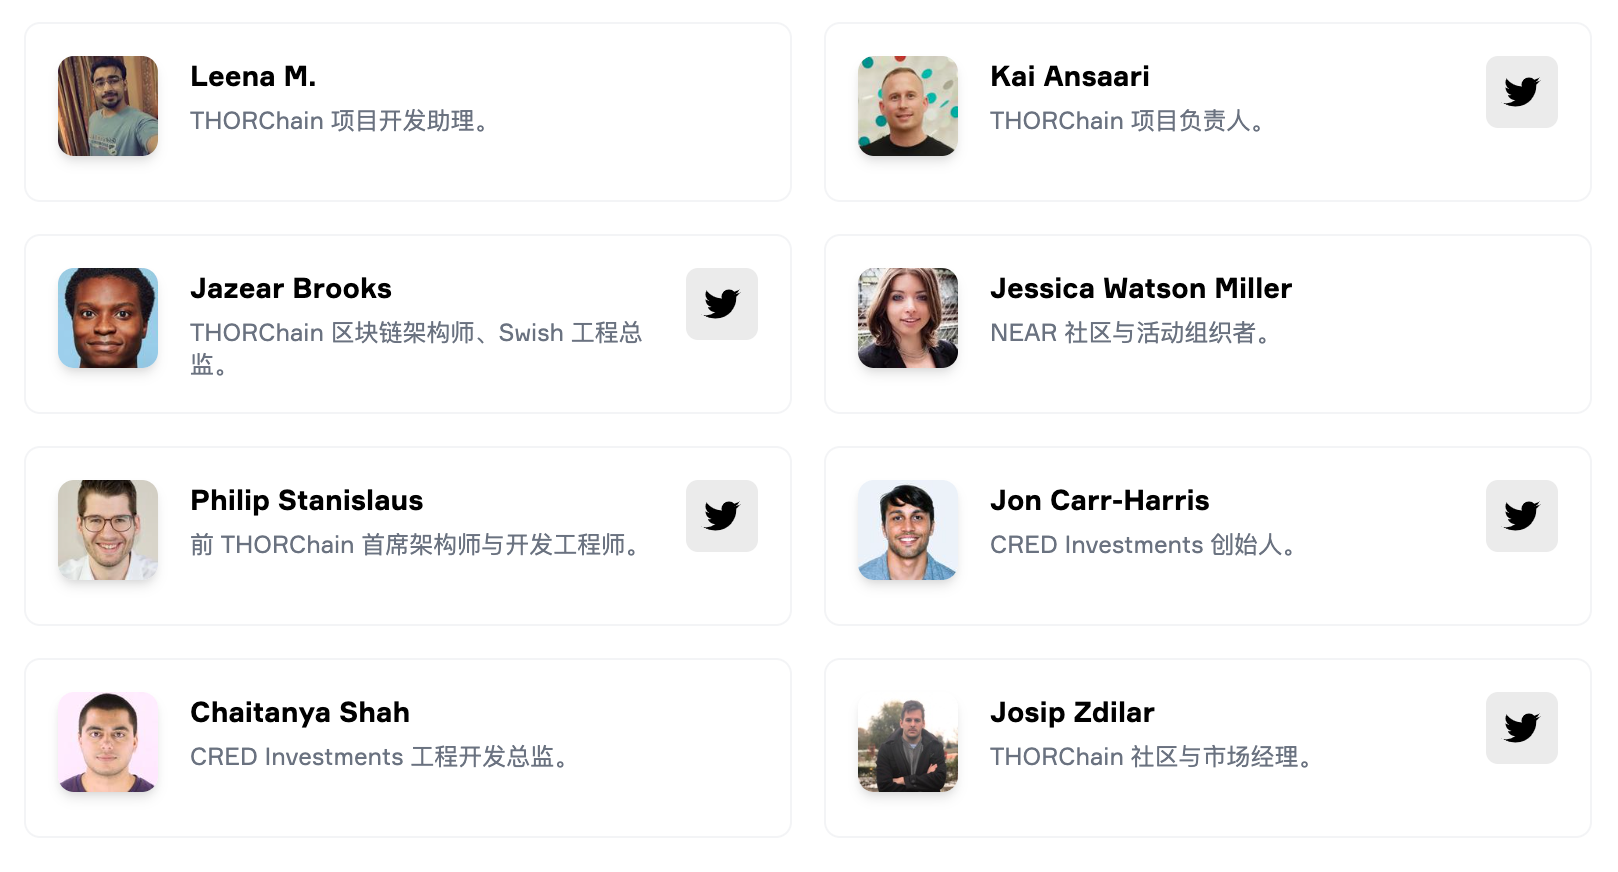 Leena M.
THORChain 项目开发助理。
Kai Ansaari
THORChain 项目负责人。
Jazear Brooks
THORChain 区块链架构师、Swish 工程总
监。
Jessica Watson Miller
NEAR 社区与活动组织者。
Philip Stanislaus
前 THORChain 首席架构师与开发工程师。
Jon Carr-Harris
CRED Investments 创始人。
Chaitanya Shah
CRED Investments 工程开发总监。
Josip Zdilar
THORChain 社区与市场经理。